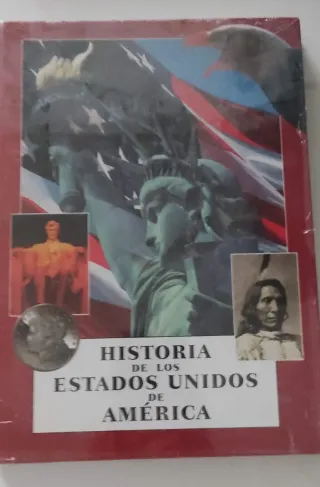 HISTORIA
DE LOS
ESTADOS UNIDOS
DE
AMÉRICA